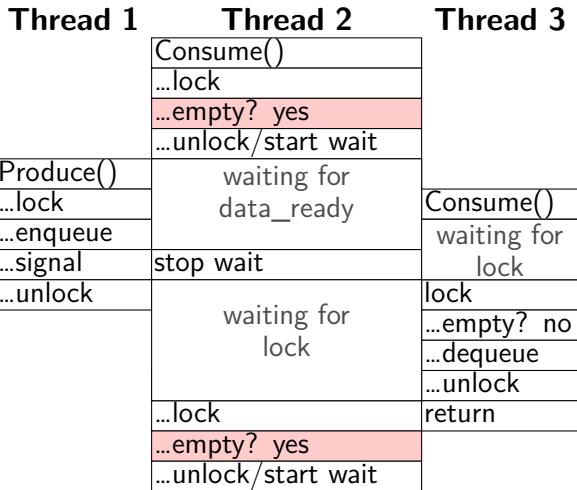 Thread 1 Thread 2 Thread 3
Consume()
...lock
...empty? yes
...unlock/start wait
Produce() waiting for
...lock data_ready Consume()
...enqueue waiting for
...signal stop wait lock
...unlock lock
waiting for ...empty? no
lock ...dequeue
...unlock
...lock return
...empty? yes
...unlock/start wait